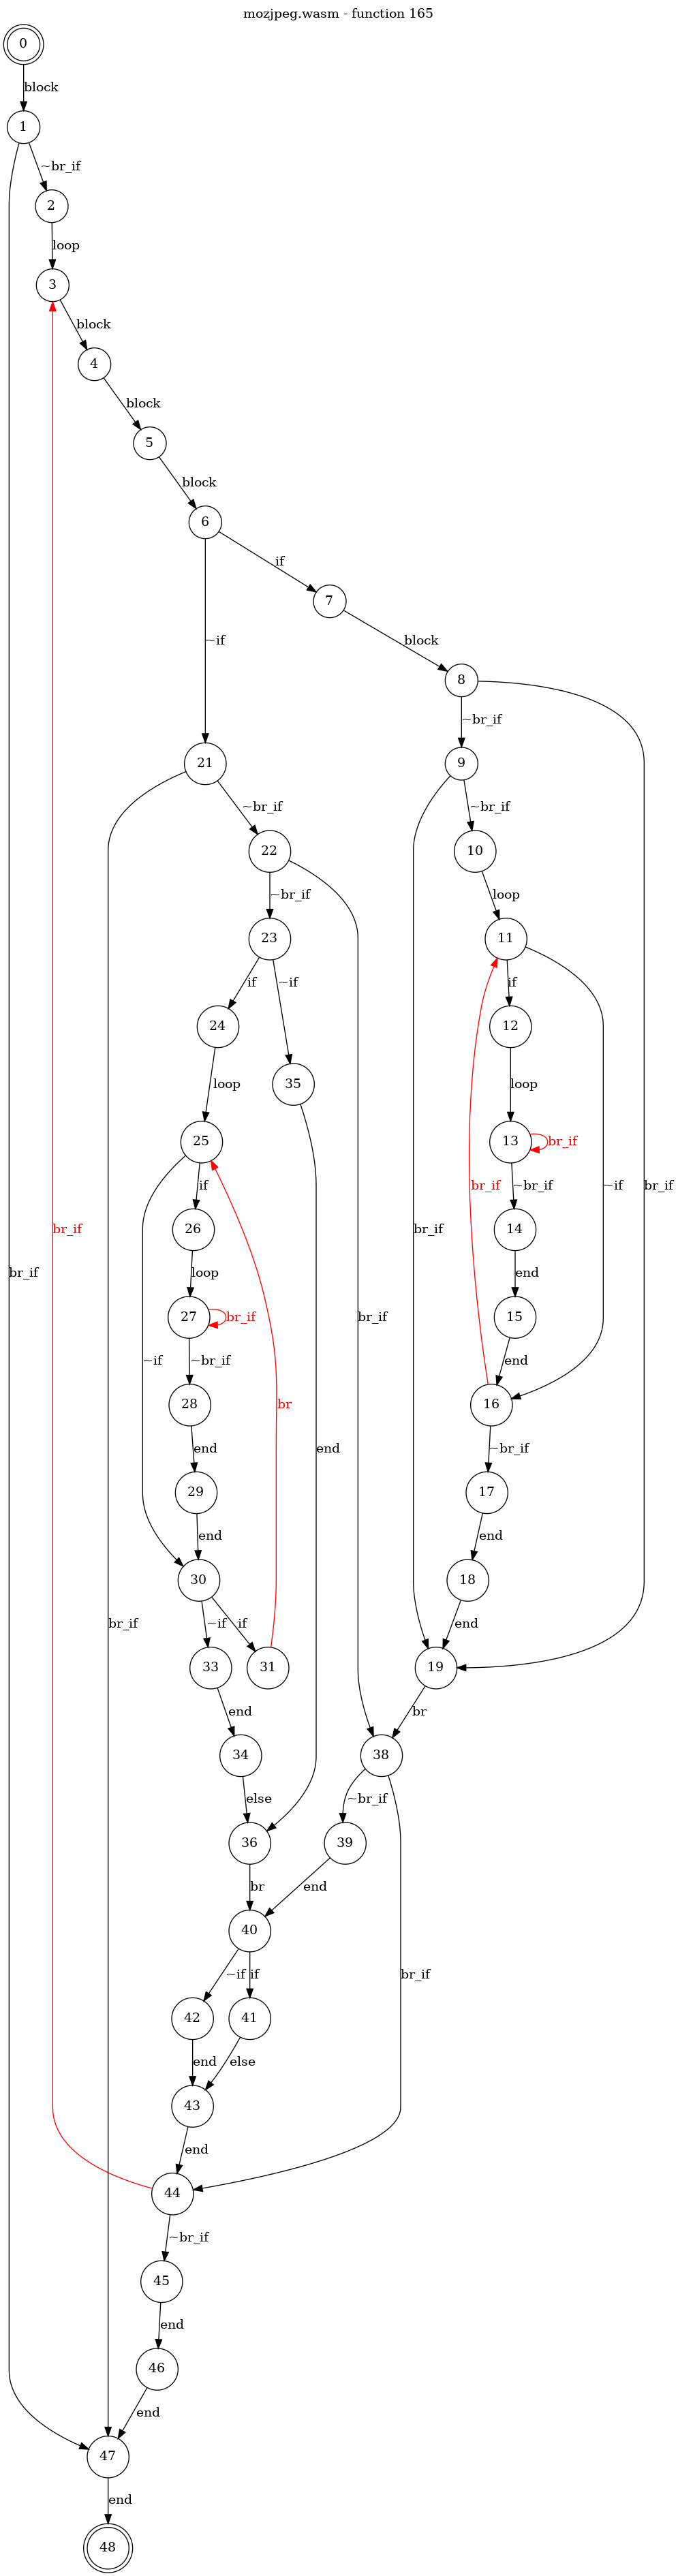 mozjpeg.wasm - function 165
0
block
1
~br_if
2
loop
3
block
4
block
5
block
6
if
7
~if
block
8
~br_if
21
9
~br_if
~br_if
22
10
~br_if
loop
23
11
if
~if
if
24
12
35
loop
loop
25
13
br_if
if
br_if
~br_if
~if
br_if
26
14
br_if
loop
end
br_if
br_if
27
br_if
15
br_if
~if
~br_if
end
28
16
br
end
end
~br_if
29
17
end
end
30
18
br_if
~if
if
end
33
31
19
end
br
34
38
else
~br_if
36
39
br
end
40
~if
if
br_if
42
41
end
else
43
end
44
~br_if
45
end
46
end
47
end
48